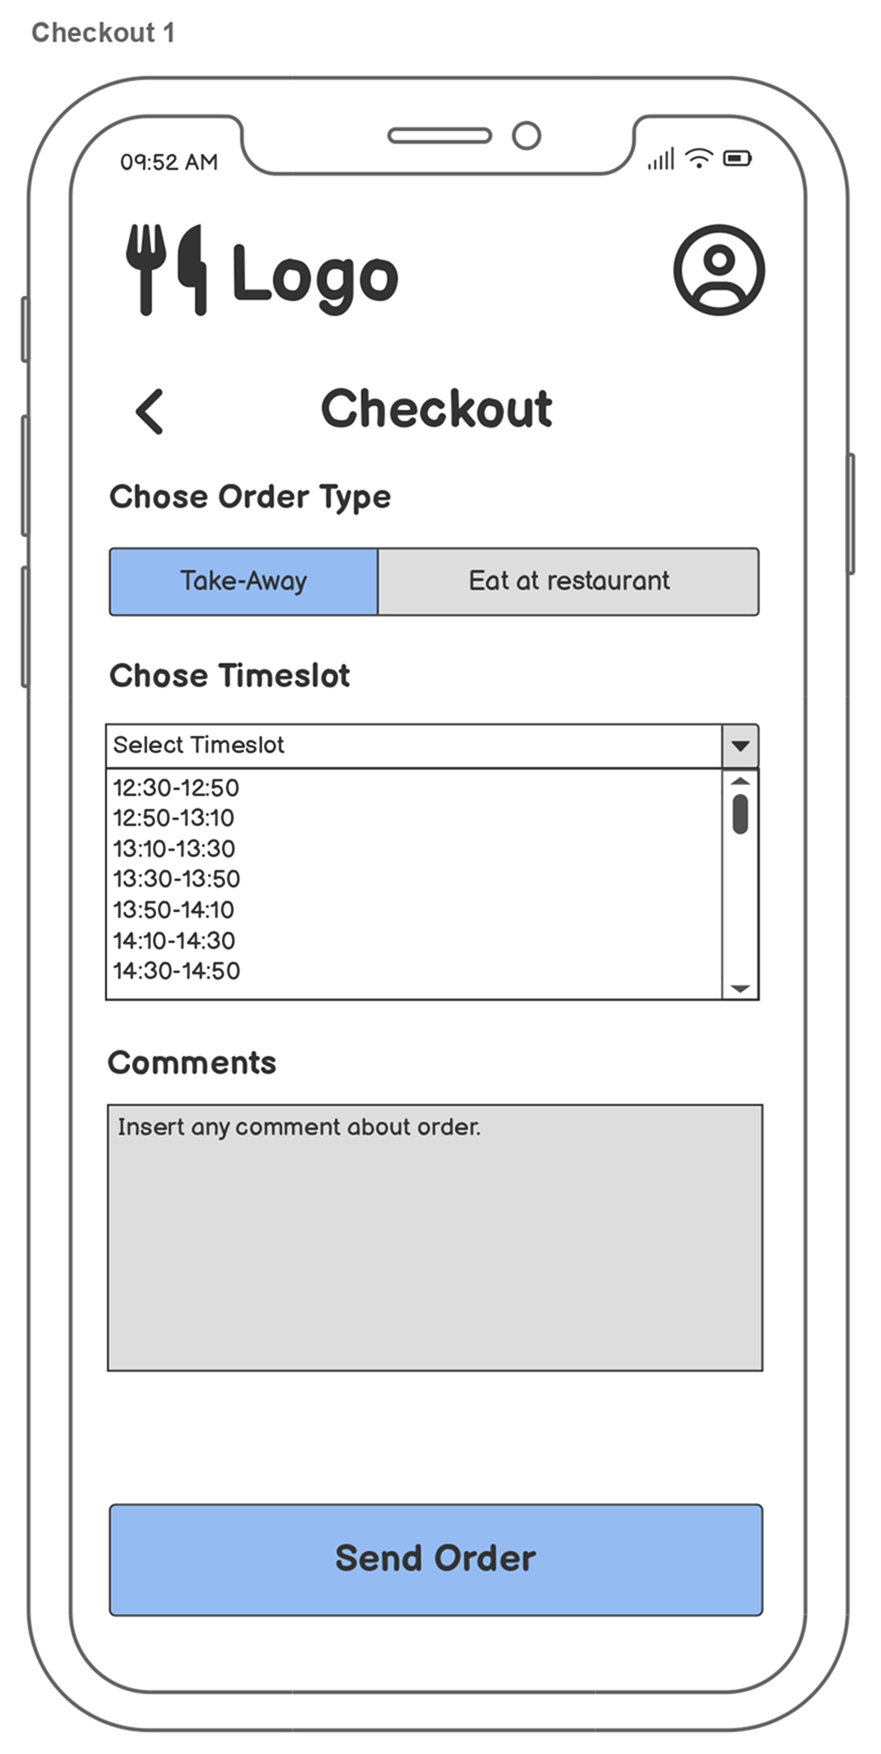 Checkout 1
09:52 AM
Logo
Checkout
Chose Order Type
Take-Away Eat at restaurant
Chose Timeslot
Select Timeslot
12:30-12:50
12:50-13:10
13:10-13:30
13:30-13:50
13:50-14:10
14:10-14:30
14:30-14:50
Comments
Insert any comment about order.
Send Order